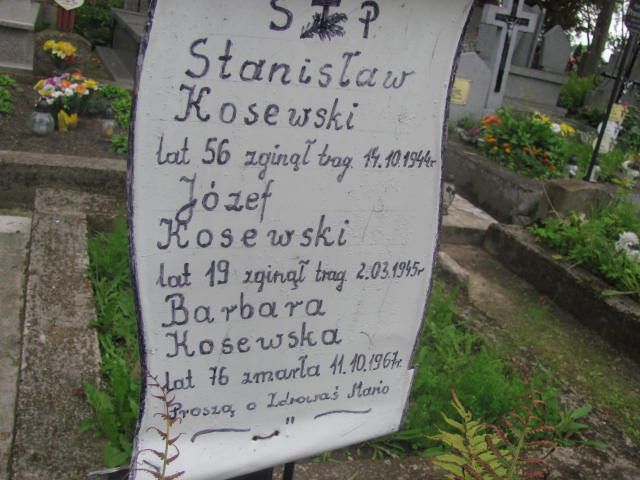 Ś P
Stanisław
Kosewski
lat 56 zginął trag. 14.10.1944r
Józef
Kosewski
lat 19 zginął trag. 2.03.1945r
Barbara
Kosewska
lat 76 zmarła 11.10.1967r.
Proszą o Zdrowaś Mario